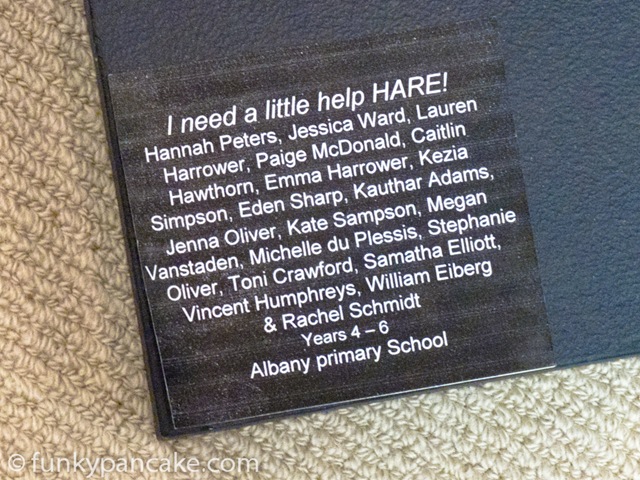 I need a little help HARE!
Hannah Peters, Jessica Ward, Lauren
Harrower, Paige McDonald, Caitlin
Hawthorn, Emma Harrower, Kezia
Simpson, Eden Sharp, Kauthar Adams,
Jenna Oliver, Kate Sampson, Megan
Vanstaden, Michelle du Plessis, Stephanie
Oliver, Toni Crawford, Samatha Elliott,
Vincent Humphreys, William Eiberg
& Rachel Schmidt
Years 4 – 6
Albany primary School
© funkypancake.com